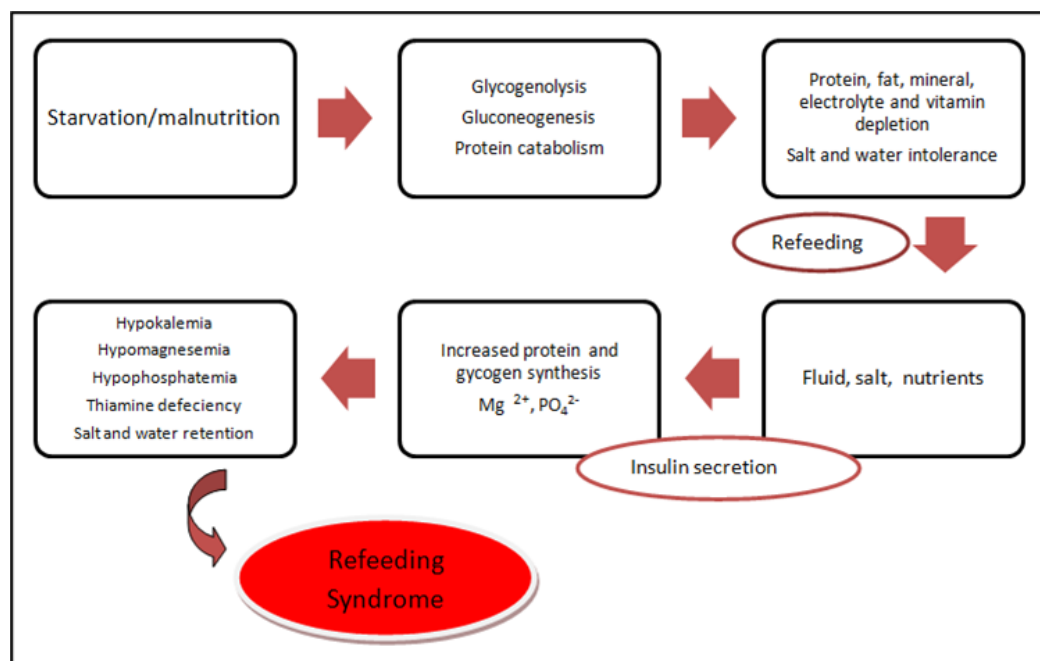 Starvation/malnutrition
Glycogenolysis
Gluconeogenesis
Protein catabolism
Protein, fat, mineral,
electrolyte and vitamin
depletion
Salt and water intolerance
Refeeding
Fluid, salt, nutrients
Insulin secretion
Increased protein and
gycogen synthesis
Mg ²⁺, PO₄²⁻
Hypokalemia
Hypomagnesemia
Hypophosphatemia
Thiamine defeciency
Salt and water retention
Refeeding
Syndrome